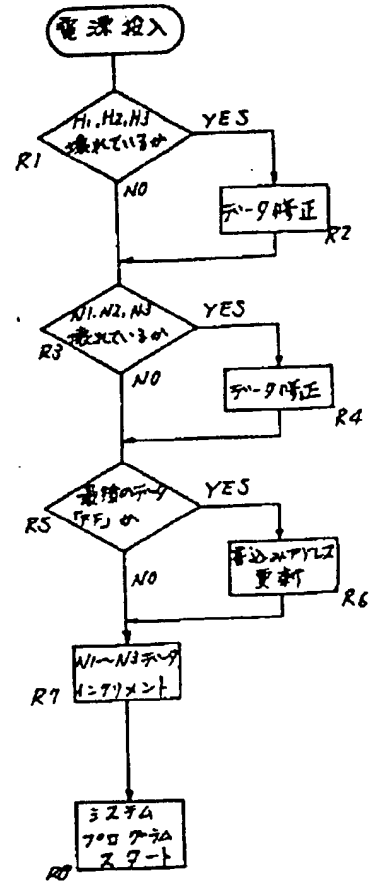 電源投入
H1,H2,H3
壊れているか
YES
R1
NO
データ修正
R2
N1,N2,N3
壊れているか
YES
R3
NO
データ修正
R4
最後のデータ
「FF」か
YES
R5
NO
書込みアドレス
更新
R6
N1〜N3データ
インクリメント
R7
システム
プログラム
スタート
R8